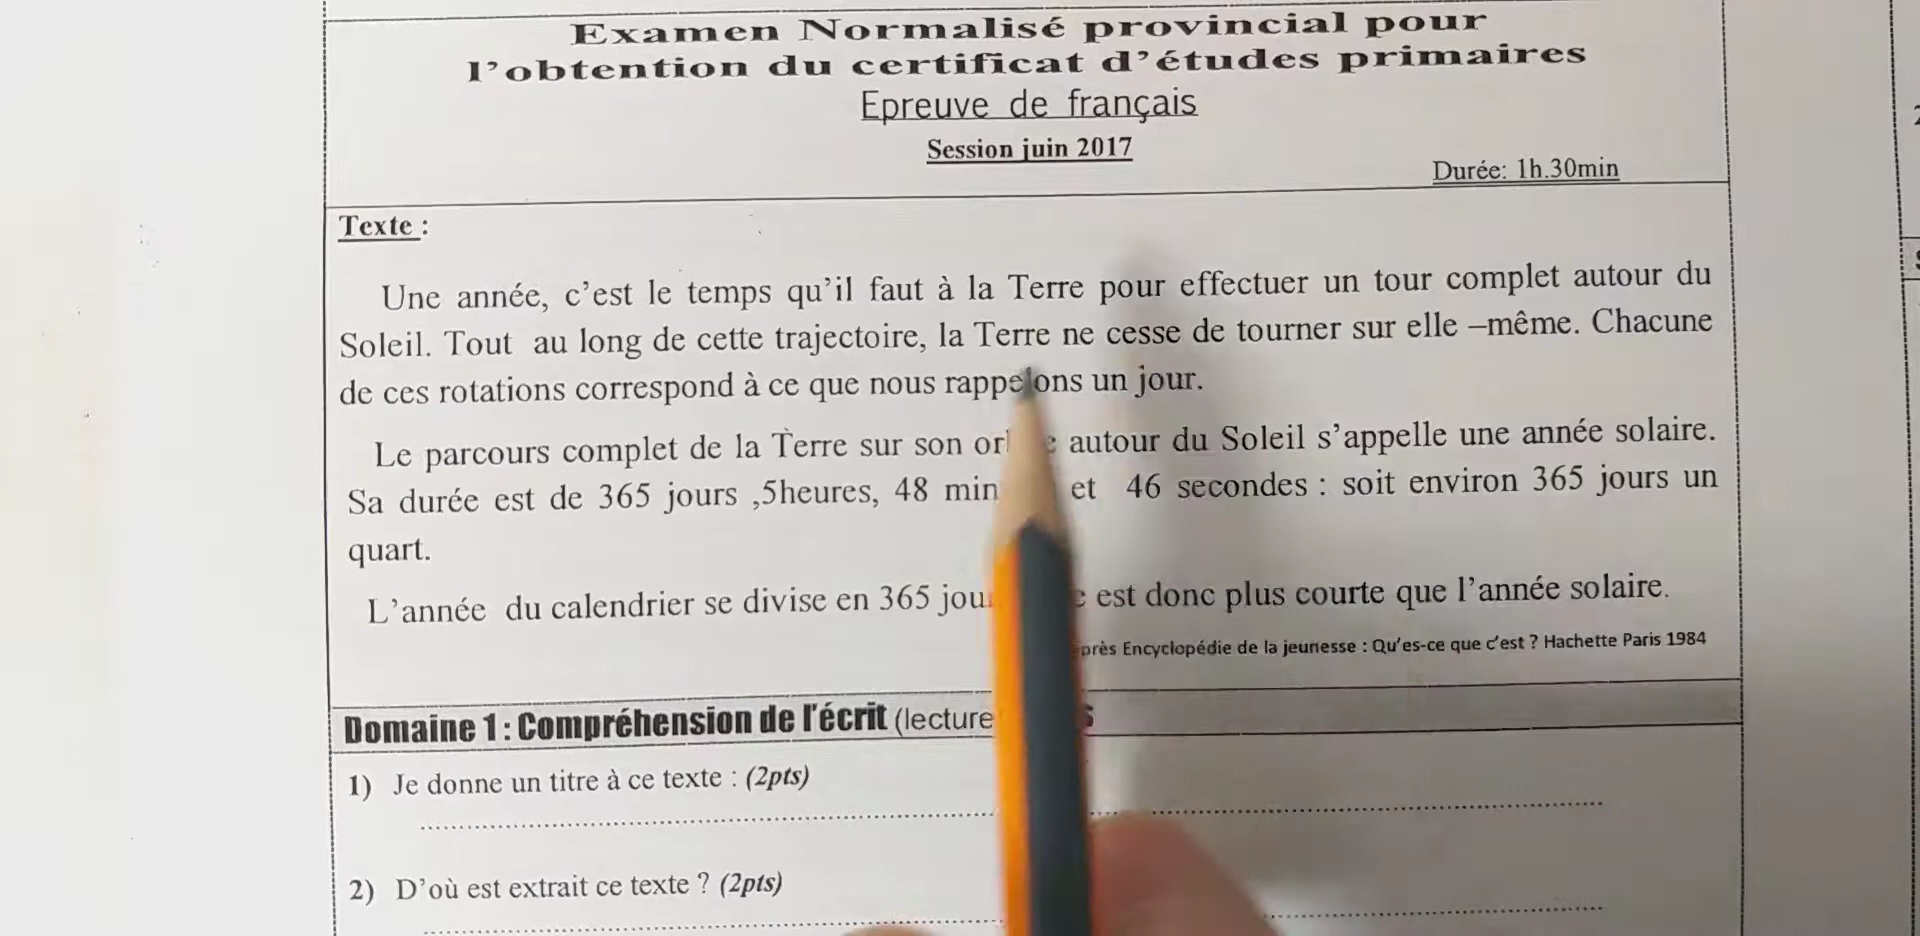 Examen Normalisé provincial pour
l'obtention du certificat d'études primaires
Epreuve de français
Session juin 2017
Durée: 1h.30min
Texte :
Une année, c'est le temps qu'il faut à la Terre pour effectuer un tour complet autour du
Soleil. Tout au long de cette trajectoire, la Terre ne cesse de tourner sur elle –même. Chacune
de ces rotations correspond à ce que nous rappelons un jour.
Le parcours complet de la Terre sur son autour du Soleil s'appelle une année solaire.
Sa durée est de 365 jours ,5heures, 48 et 46 secondes : soit environ 365 jours un
quart.
L'année du calendrier se divise en 365 est donc plus courte que l'année solaire.
Encyclopédie de la jeunesse : Qu'es-ce que c'est ? Hachette Paris 1984
Domaine 1 : Compréhension de l'écrit (lecture
1) Je donne un titre à ce texte : (2pts)
2) D'où est extrait ce texte ? (2pts)